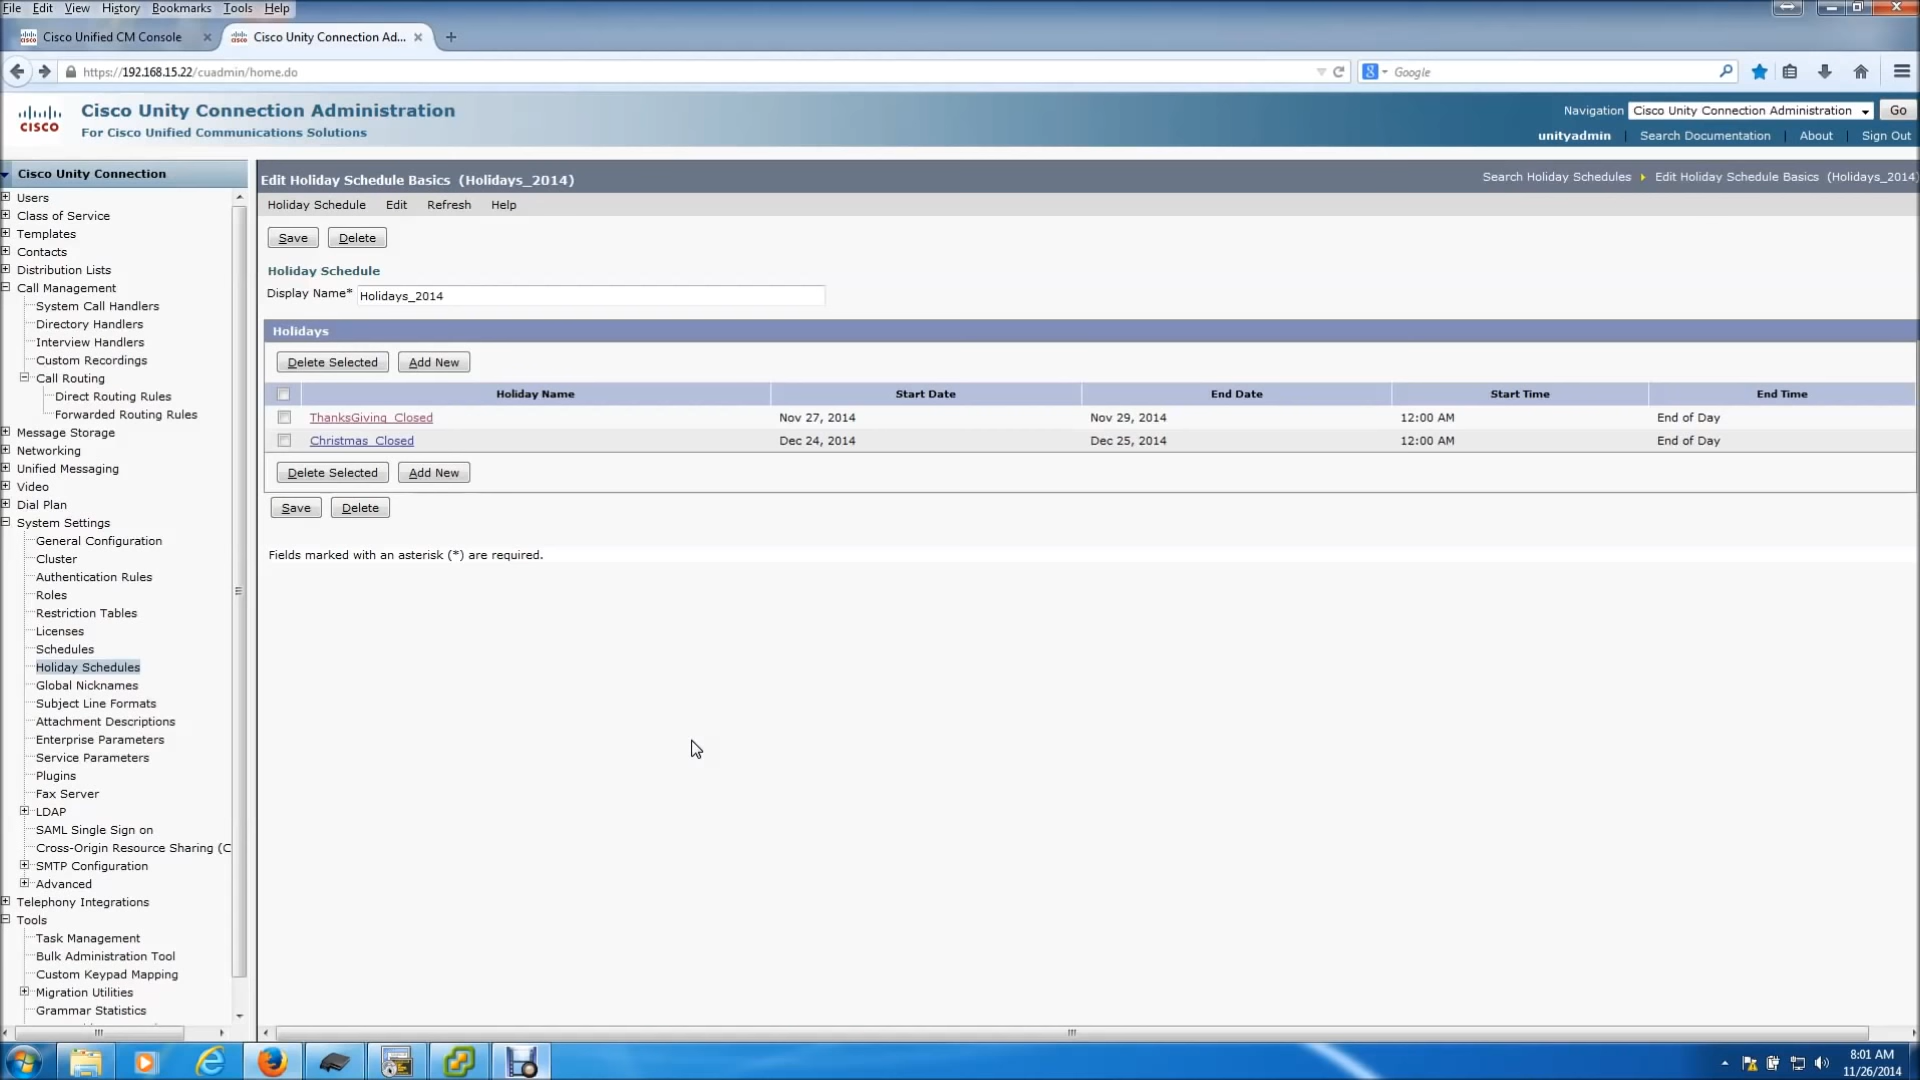 File Edit View History Bookmarks Tools Help
Cisco Unified CM Console × Cisco Unity Connection Ad... × +
https://192.168.15.22/cuadmin/home.do Google
CISCO
Cisco Unity Connection Administration
For Cisco Unified Communications Solutions
Navigation Cisco Unity Connection Administration Go
unityadmin | Search Documentation | About | Sign Out
Cisco Unity Connection
Users
Class of Service
Templates
Contacts
Distribution Lists
Call Management
System Call Handlers
Directory Handlers
Interview Handlers
Custom Recordings
Call Routing
Direct Routing Rules
Forwarded Routing Rules
Message Storage
Networking
Unified Messaging
Video
Dial Plan
System Settings
General Configuration
Cluster
Authentication Rules
Roles
Restriction Tables
Licenses
Schedules
Holiday Schedules
Global Nicknames
Subject Line Formats
Attachment Descriptions
Enterprise Parameters
Service Parameters
Plugins
Fax Server
LDAP
SAML Single Sign on
Cross-Origin Resource Sharing (C
SMTP Configuration
Advanced
Telephony Integrations
Tools
Task Management
Bulk Administration Tool
Custom Keypad Mapping
Migration Utilities
Grammar Statistics
Edit Holiday Schedule Basics (Holidays_2014)
Search Holiday Schedules Edit Holiday Schedule Basics (Holidays_2014)
Holiday Schedule Edit Refresh Help
Save Delete
Holiday Schedule
Display Name* Holidays_2014
Holidays
Delete Selected Add New
Holiday Name Start Date End Date Start Time End Time
ThanksGiving_Closed Nov 27, 2014 Nov 29, 2014 12:00 AM End of Day
Christmas_Closed Dec 24, 2014 Dec 25, 2014 12:00 AM End of Day
Delete Selected Add New
Save Delete
Fields marked with an asterisk (*) are required.
8:01 AM
11/26/2014